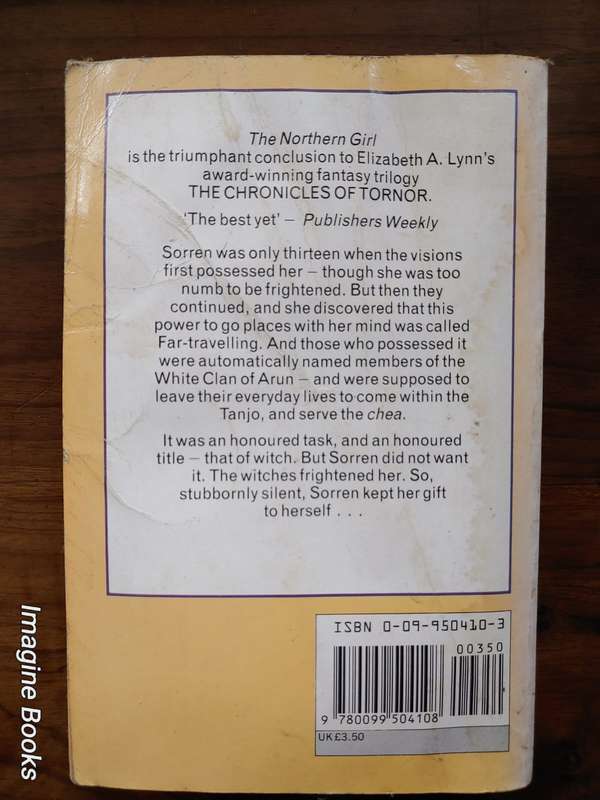 The Northern Girl
is the triumphant conclusion to Elizabeth A. Lynn's
award-winning fantasy trilogy
THE CHRONICLES OF TORNOR.
'The best yet' – Publishers Weekly
Sorren was only thirteen when the visions
first possessed her – though she was too
numb to be frightened. But then they
continued, and she discovered that this
power to go places with her mind was called
Far-travelling. And those who possessed it
were automatically named members of the
White Clan of Arun – and were supposed to
leave their everyday lives to come within the
Tanjo, and serve the chea.
It was an honoured task, and an honoured
title – that of witch. But Sorren did not want
it. The witches frightened her. So,
stubbornly silent, Sorren kept her gift
to herself . . .
ISBN 0-09-950410-3
00350
9 780099 504108
UK £3.50
Imagine Books